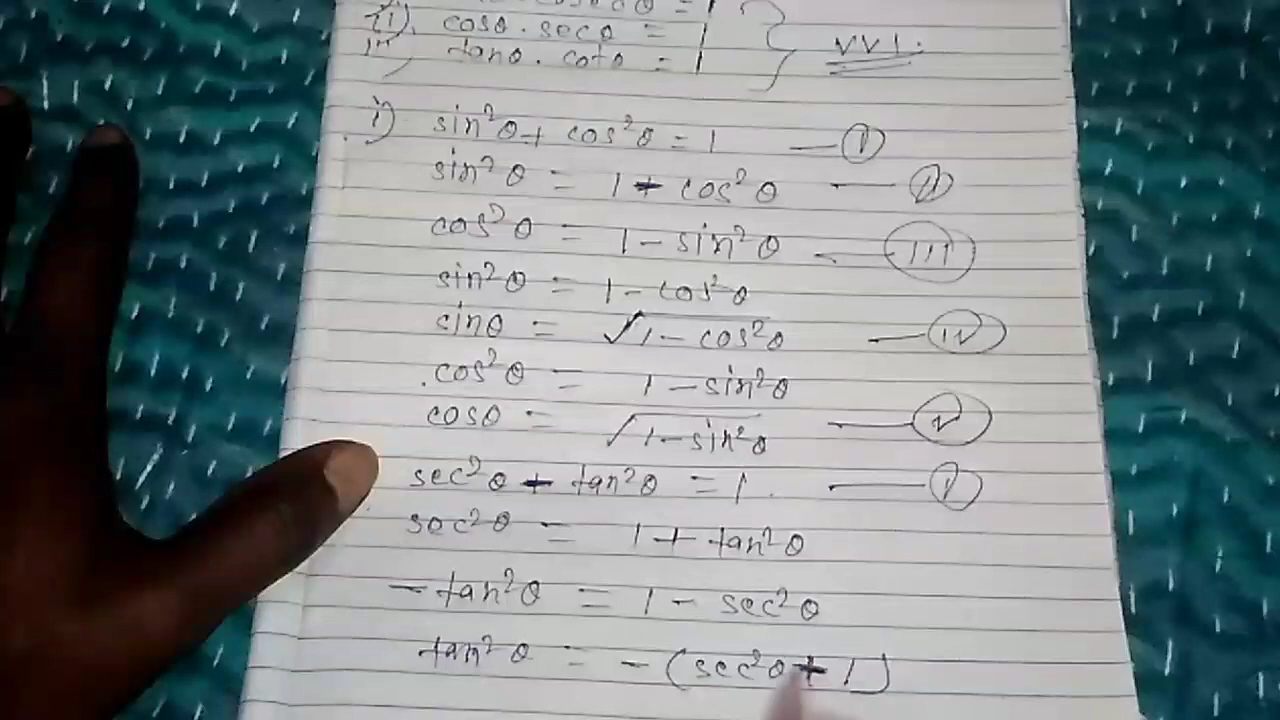 = 1
ii) cosθ . secθ = 1
iii) tanθ . cotθ = 1 VVI.
i) sin²θ + cos²θ = 1 — (I)
sin²θ = 1 - cos²θ — (II)
cos²θ = 1 - sin²θ — (III)
sin²θ = 1 - cos²θ
sinθ = √1 - cos²θ — (IV)
.cos²θ = 1 - sin²θ
cosθ = √1 - sin²θ — (V)
sec²θ - tan²θ = 1. — (I)
sec²θ = 1 + tan²θ
- tan²θ = 1 - sec²θ
tan²θ = - (sec²θ + 1)